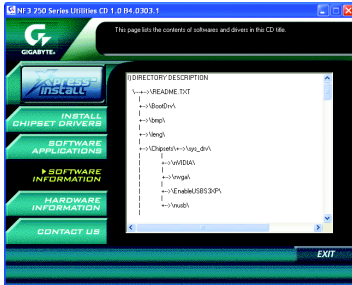 NF3 250 Series Utilities CD 1.0 B4.0303.1
This page lists the contents of softwares and drivers in this CD title.
GIGABYTE
Xpress-
Install
INSTALL
CHIPSET DRIVERS
SOFTWARE
APPLICATIONS
SOFTWARE
INFORMATION
HARDWARE
INFORMATION
CONTACT US
I) DIRECTORY DESCRIPTION
\--+->\README.TXT
|
+->\BootDrv\
|
+->\bmp\
|
+->\leng\
|
+->\Chipsets\+->\sys_drv\
| |
| +->\nVIDIA\
| |
| +->\nvga\
| |
| +->\EnableUSBS3XP\
| |
| +->\nusb\
|
EXIT